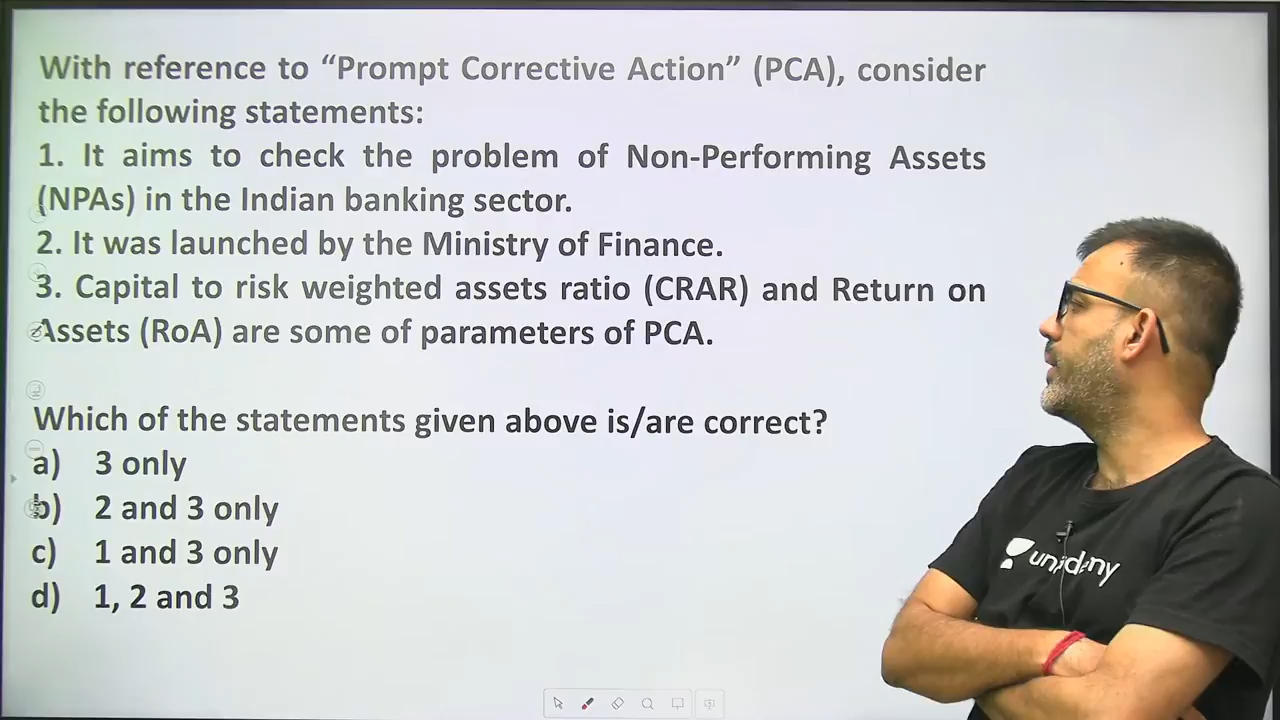 With reference to “Prompt Corrective Action” (PCA), consider
the following statements:
1. It aims to check the problem of Non-Performing Assets
(NPAs) in the Indian banking sector.
2. It was launched by the Ministry of Finance.
3. Capital to risk weighted assets ratio (CRAR) and Return on
Assets (RoA) are some of parameters of PCA.
Which of the statements given above is/are correct?
a) 3 only
b) 2 and 3 only
c) 1 and 3 only
d) 1, 2 and 3
unacademy